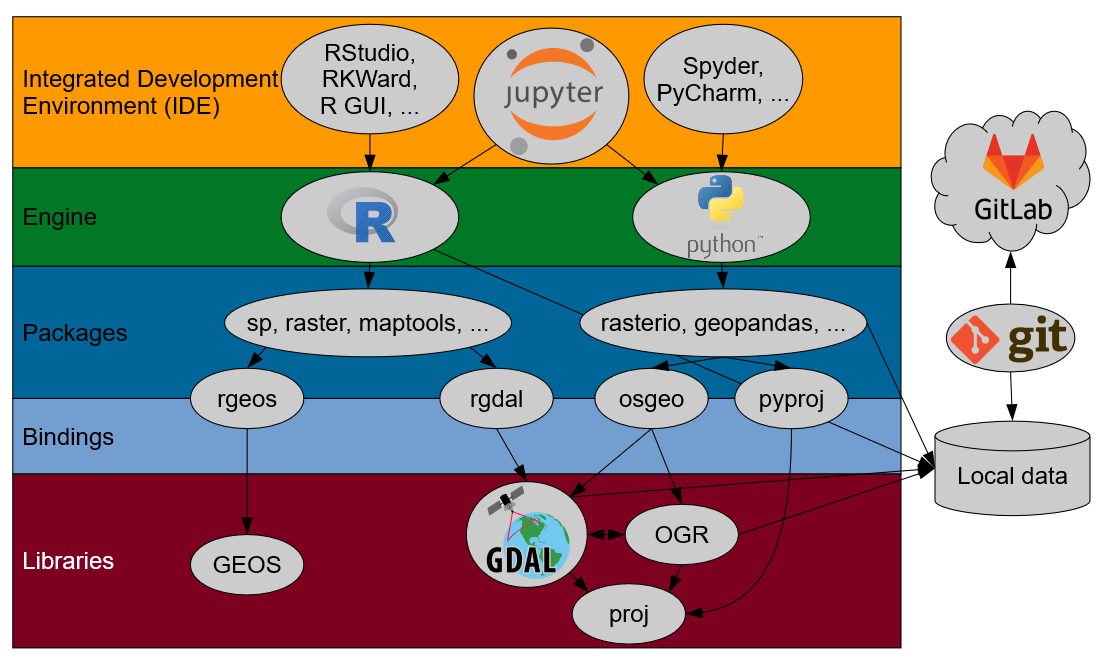 Integrated Development
Environment (IDE)
RStudio,
RKWard,
R GUI, ...
jupyter
Spyder,
PyCharm, ...
Engine
R
python™
GitLab
Packages
sp, raster, maptools, ...
rasterio, geopandas, ...
git
rgeos
rgdal
osgeo
pyproj
Bindings
Local data
Libraries
GEOS
GDAL
OGR
proj